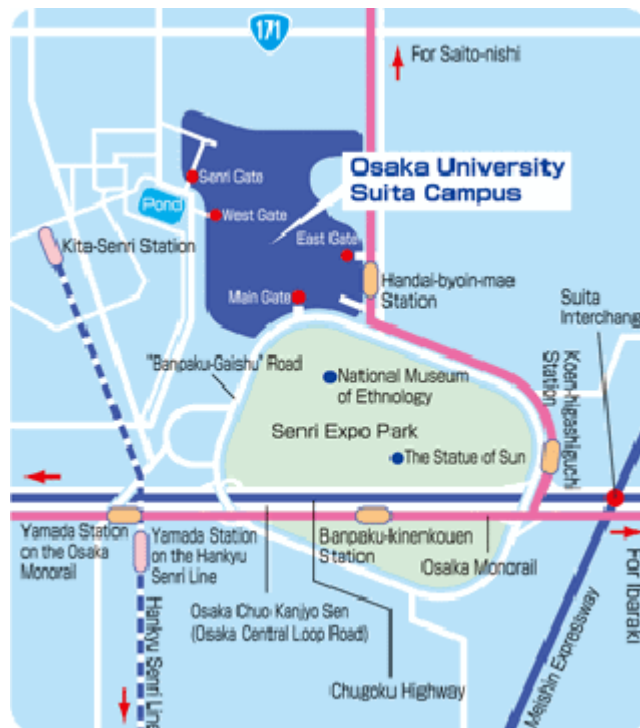 171
For Saito-nishi
Osaka University
Suita Campus
Senri Gate
Pond
West Gate
Kita-Senri Station
East Gate
Handai-byoin-mae
Station
Suita
Interchang
Main Gate
"Banpaku-Gaishu" Road
Koen-higashiguchi
Station
National Museum
of Ethnology
Senri Expo Park
The Statue of Sun
Yamada Station
on the Osaka
Monorail
Yamada Station
on the Hankyu
Senri Line
Banpaku-kinenkouen
Station
Osaka Monorail
For Ibaraki
Osaka Chuo Kanjyo Sen
(Osaka Central Loop Road)
Hankyu Senri Line
Chugoku Highway
Meishin Expressway